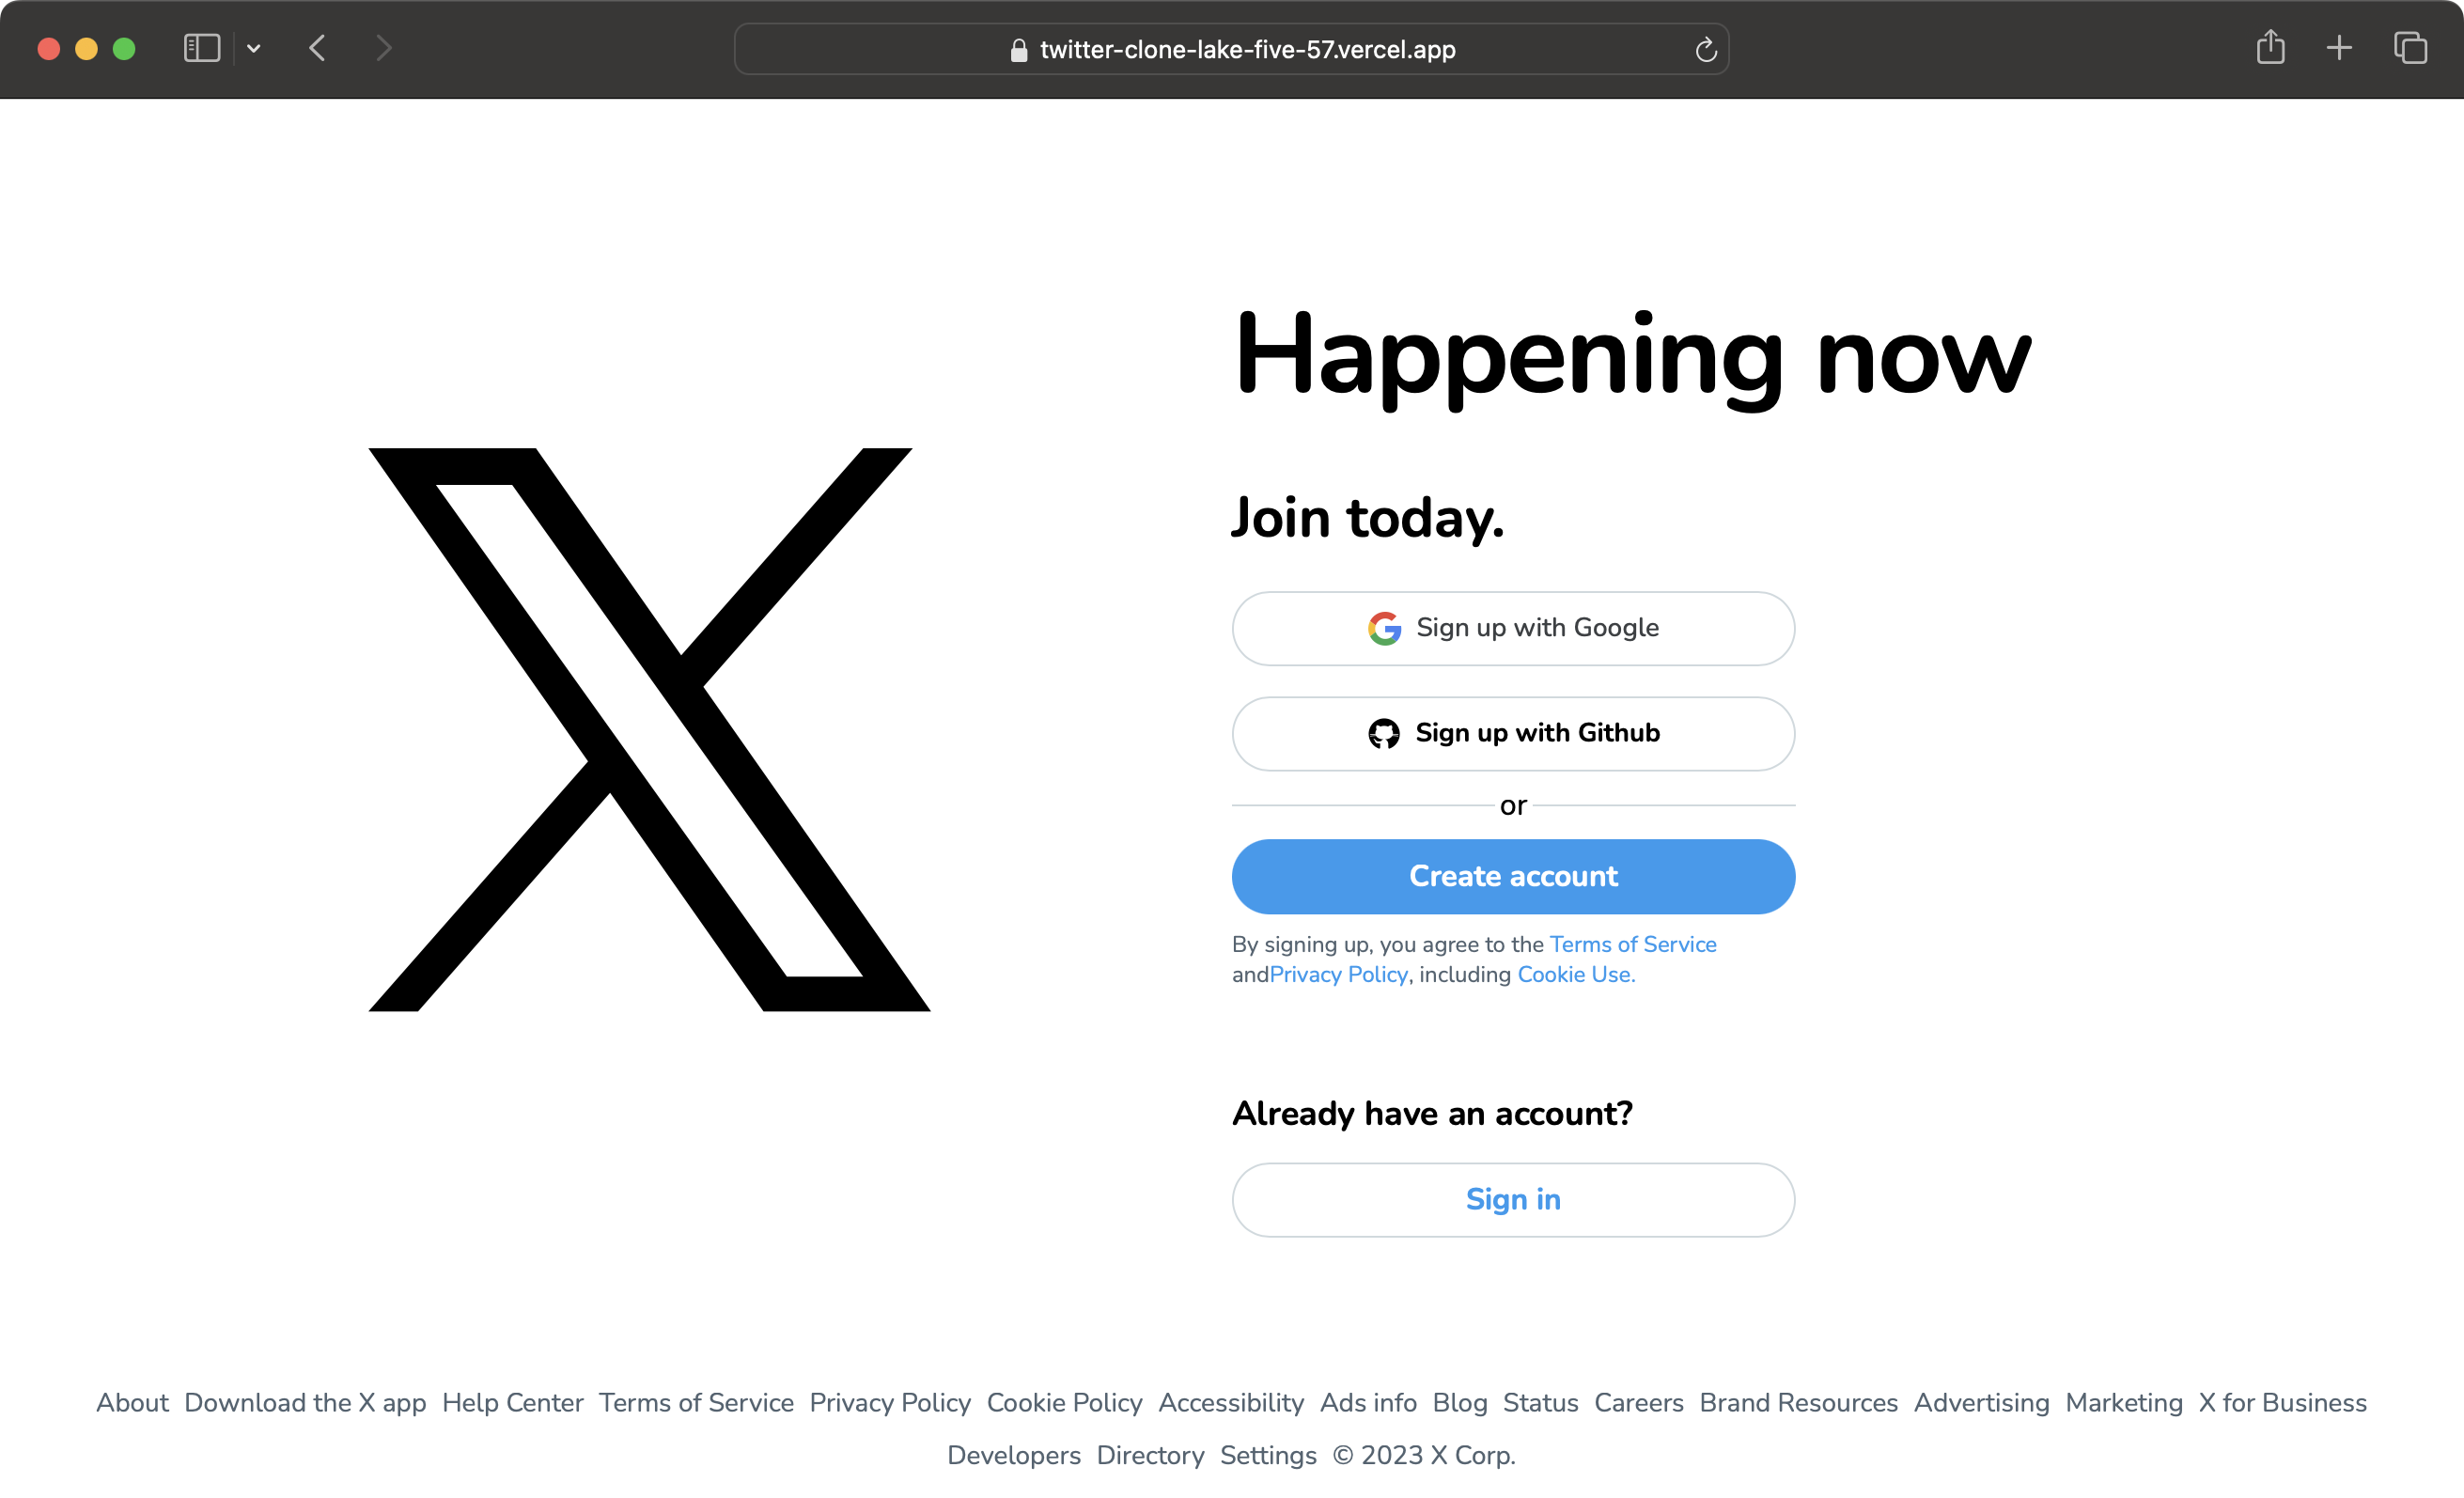 twitter-clone-lake-five-57.vercel.app
Happening now
Join today.
Sign up with Google
Sign up with Github
or
Create account
By signing up, you agree to the Terms of Service
andPrivacy Policy, including Cookie Use.
Already have an account?
Sign in
About Download the X app Help Center Terms of Service Privacy Policy Cookie Policy Accessibility Ads info Blog Status Careers Brand Resources Advertising Marketing X for Business
Developers Directory Settings © 2023 X Corp.